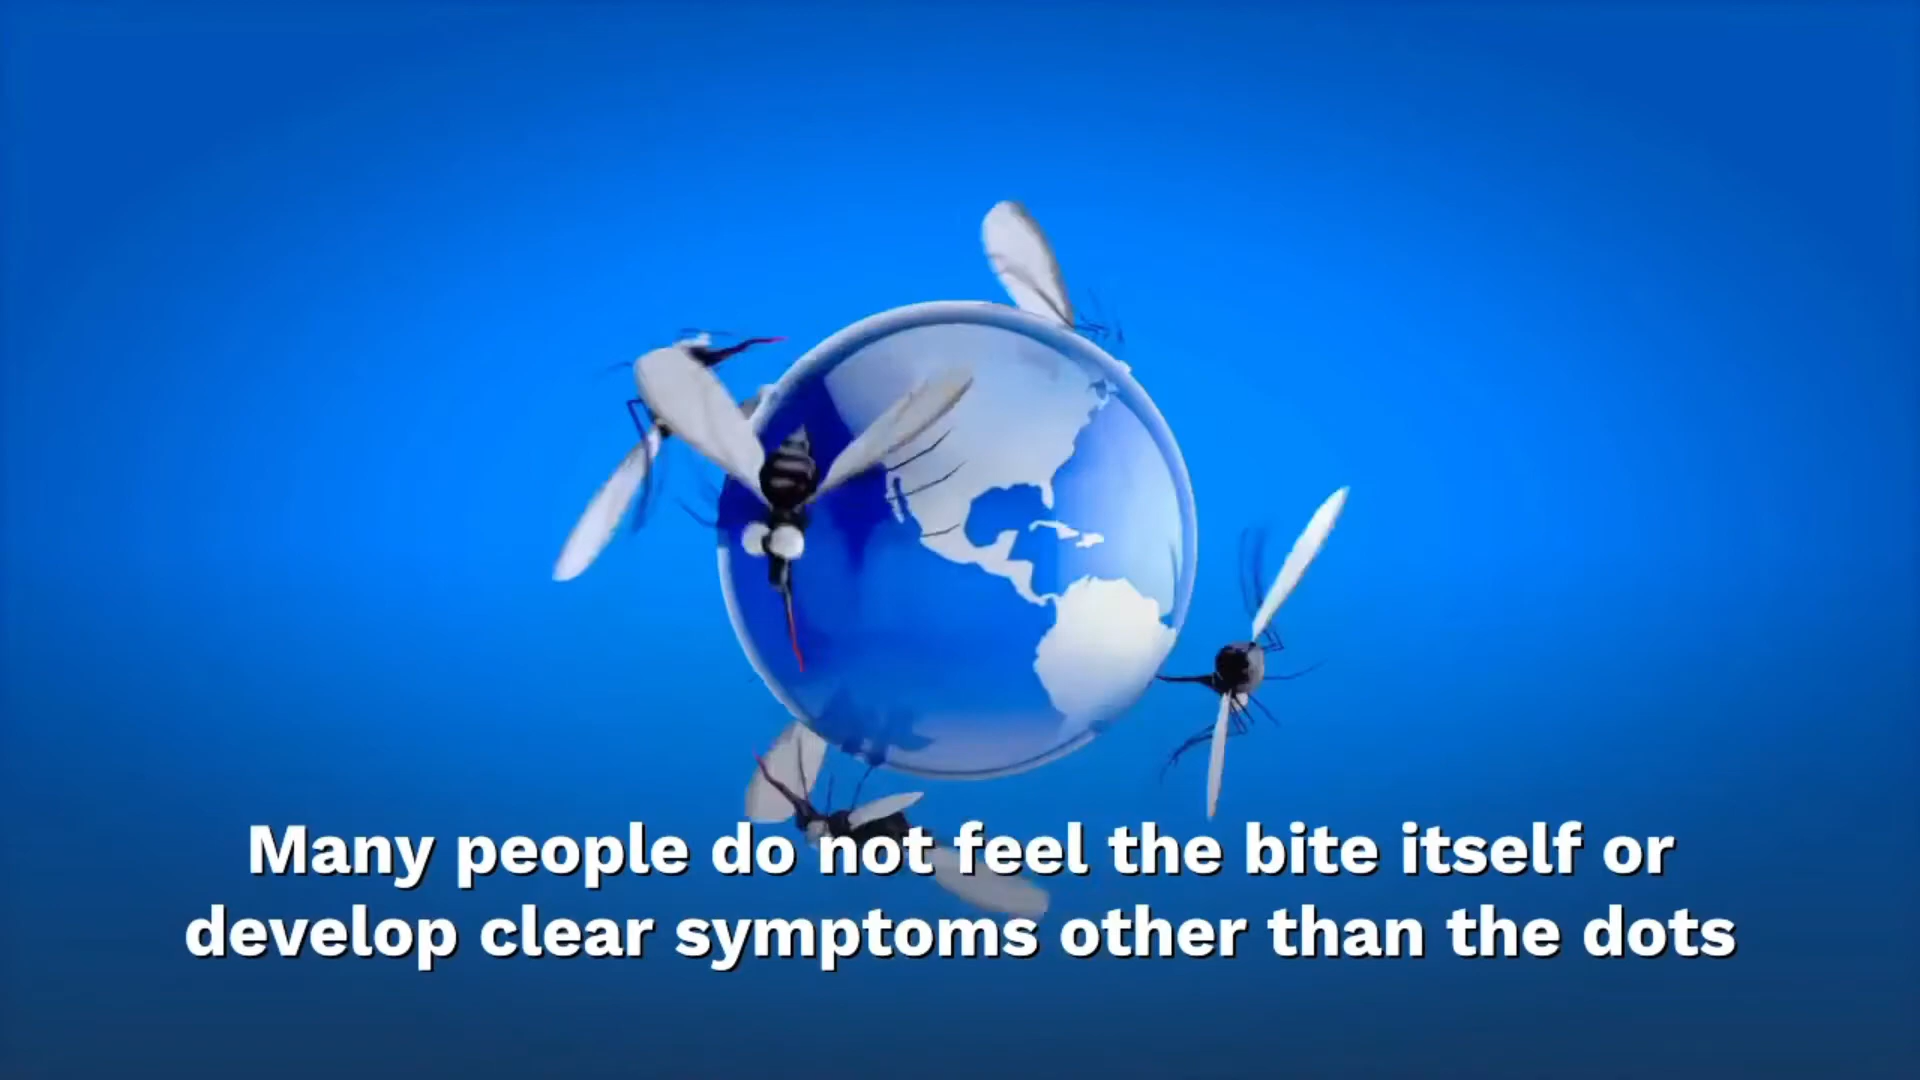 Many people do not feel the bite itself or
develop clear symptoms other than the dots